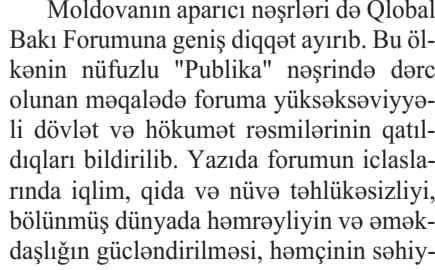 Moldovanın aparıcı nəşrləri də Qlobal
Bakı Forumuna geniş diqqət ayırıb. Bu öl-
kənin nüfuzlu "Publika" nəşrində dərc
olunan məqalədə foruma yüksəksəviyyə-
li dövlət və hökumət rəsmilərinin qatıl-
dıqları bildirilib. Yazıda forumun iclasla-
rında iqlim, qida və nüvə təhlükəsizliyi,
bölünmüş dünyada həmrəyliyin və əmək-
daşlığın gücləndirilməsi, həmçinin səhiy-